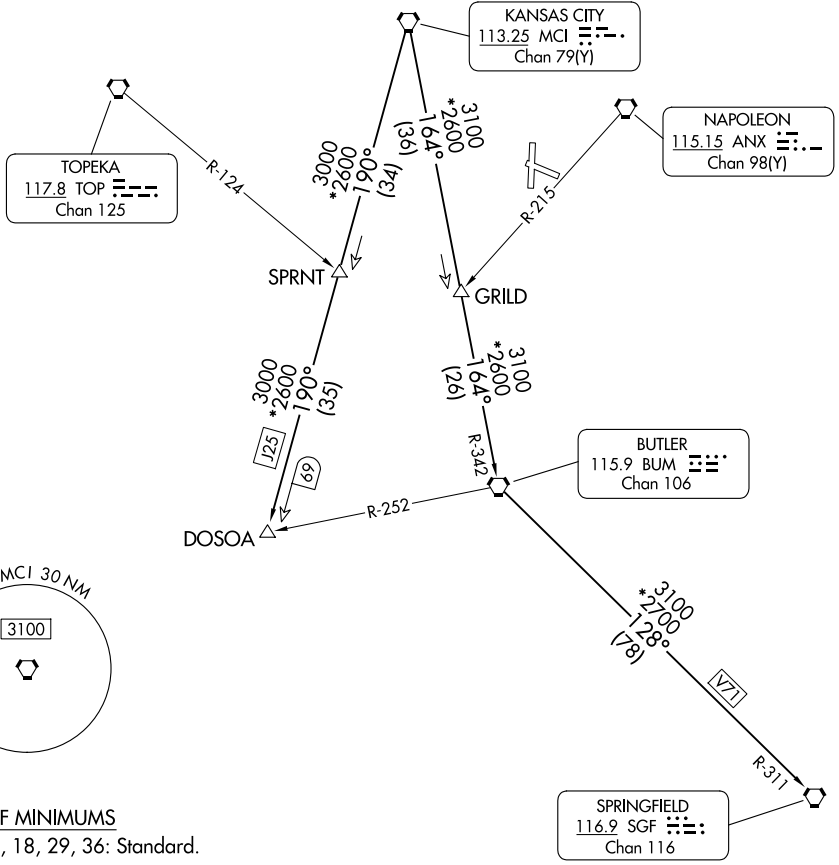 KANSAS CITY
113.25 MCI
Chan 79(Y)
NAPOLEON
115.15 ANX
Chan 98(Y)
TOPEKA
117.8 TOP
Chan 125
R-124
3000
*2600
190°
(34)
3100
*2600
164°
(36)
R-215
SPRNT
GRILD
3000
*2600
190°
(35)
3100
*2600
164°
(26)
J25
69
R-342
BUTLER
115.9 BUM
Chan 106
R-252
DOSOA
MCI 30 NM
3100
3100
*2700
128°
(78)
V71
R-311
SPRINGFIELD
116.9 SGF
Chan 116
F MINIMUMS
, 18, 29, 36: Standard.